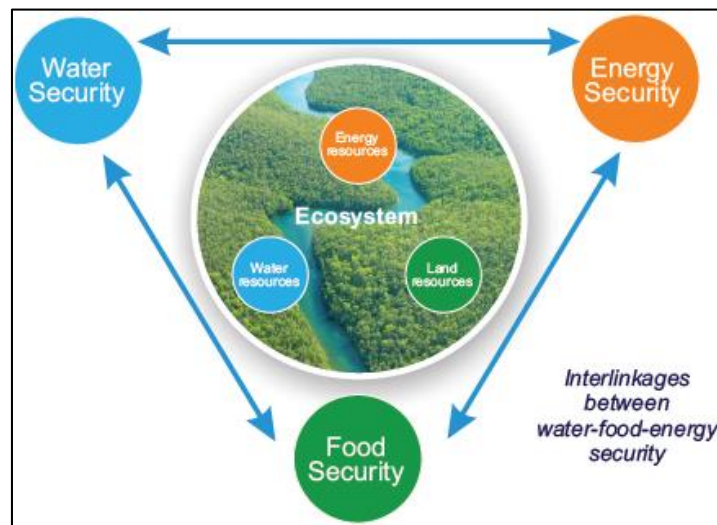 Water
Security
Energy
Security
Energy
resources
Ecosystem
Water
resources
Land
resources
Food
Security
Interlinkages
between
water-food-energy
security